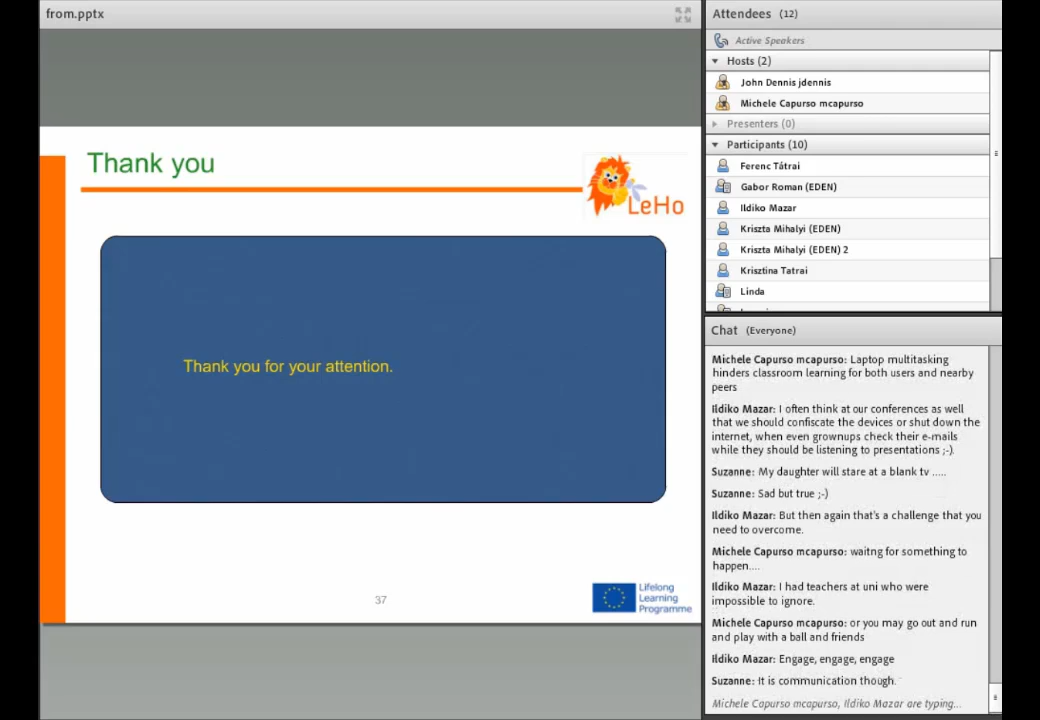 from.pptx
Thank you
LeHo
Thank you for your attention.
37
Lifelong
Learning
Programme
Attendees (12)
Active Speakers
Hosts (2)
John Dennis jdennis
Michele Capurso mcapurso
Presenters (0)
Participants (10)
Ferenc Tátrai
Gabor Roman (EDEN)
Ildiko Mazar
Kriszta Mihalyi (EDEN)
Kriszta Mihalyi (EDEN) 2
Krisztina Tatrai
Linda
Chat (Everyone)
Michele Capurso mcapurso: Laptop multitasking
hinders classroom learning for both users and nearby
peers
Ildiko Mazar: I often think at our conferences as well
that we should confiscate the devices or shut down the
internet, when even grownups check their e-mails
while they should be listening to presentations ;-).
Suzanne: My daughter will stare at a blank tv .....
Suzanne: Sad but true ;-)
Ildiko Mazar: But then again that's a challenge that you
need to overcome.
Michele Capurso mcapurso: waitng for something to
happen....
Ildiko Mazar: I had teachers at uni who were
impossible to ignore.
Michele Capurso mcapurso: or you may go out and run
and play with a ball and friends
Ildiko Mazar: Engage, engage, engage
Suzanne: It is communication though.
Michele Capurso mcapurso, Ildiko Mazar are typing...